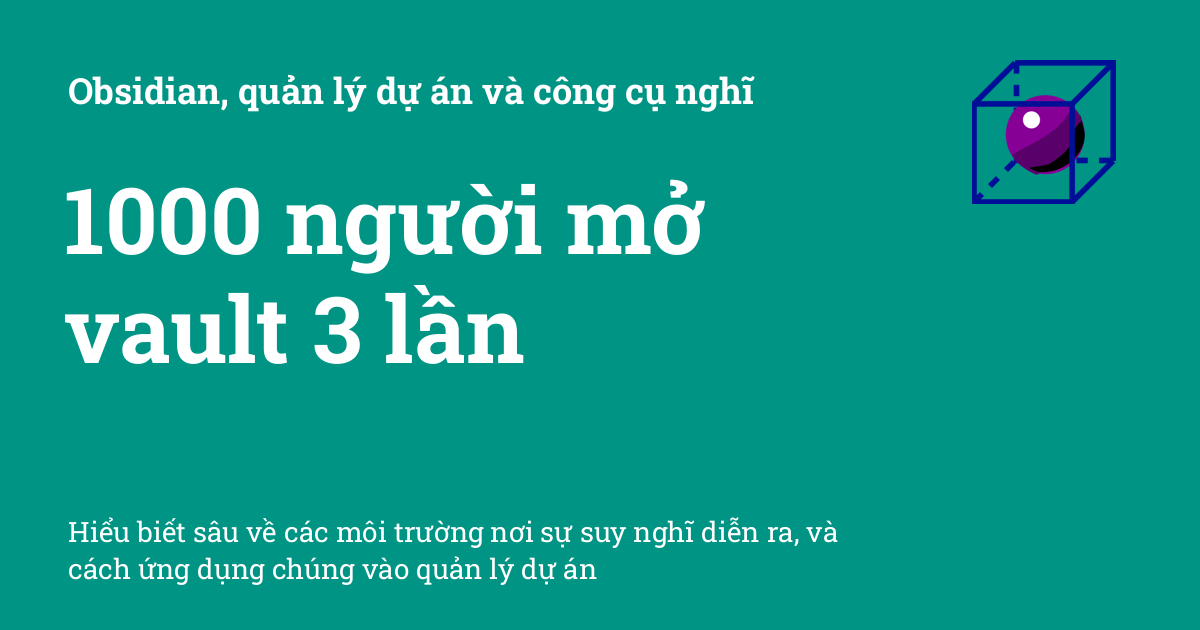 Obsidian, quản lý dự án và công cụ nghĩ
1000 người mở
vault 3 lần
Hiểu biết sâu về các môi trường nơi sự suy nghĩ diễn ra, và
cách ứng dụng chúng vào quản lý dự án